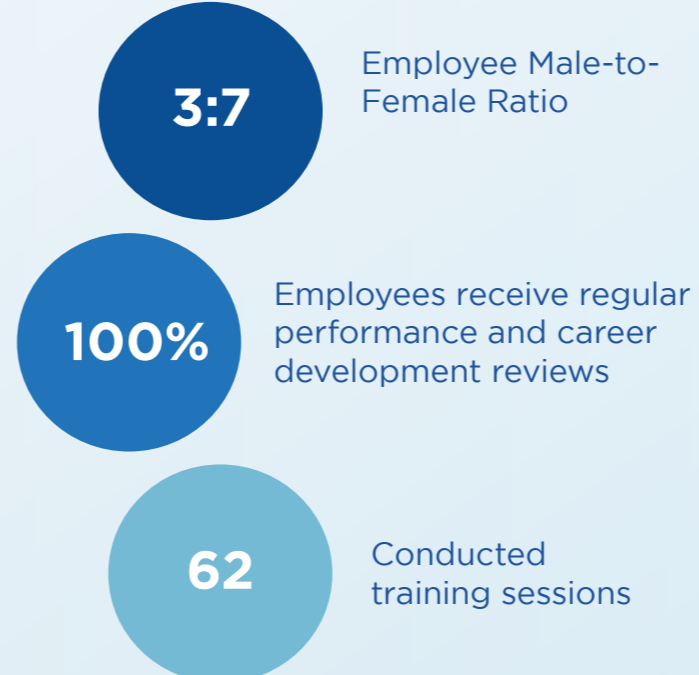 3:7
Employee Male-to-
Female Ratio
100%
Employees receive regular
performance and career
development reviews
62
Conducted
training sessions